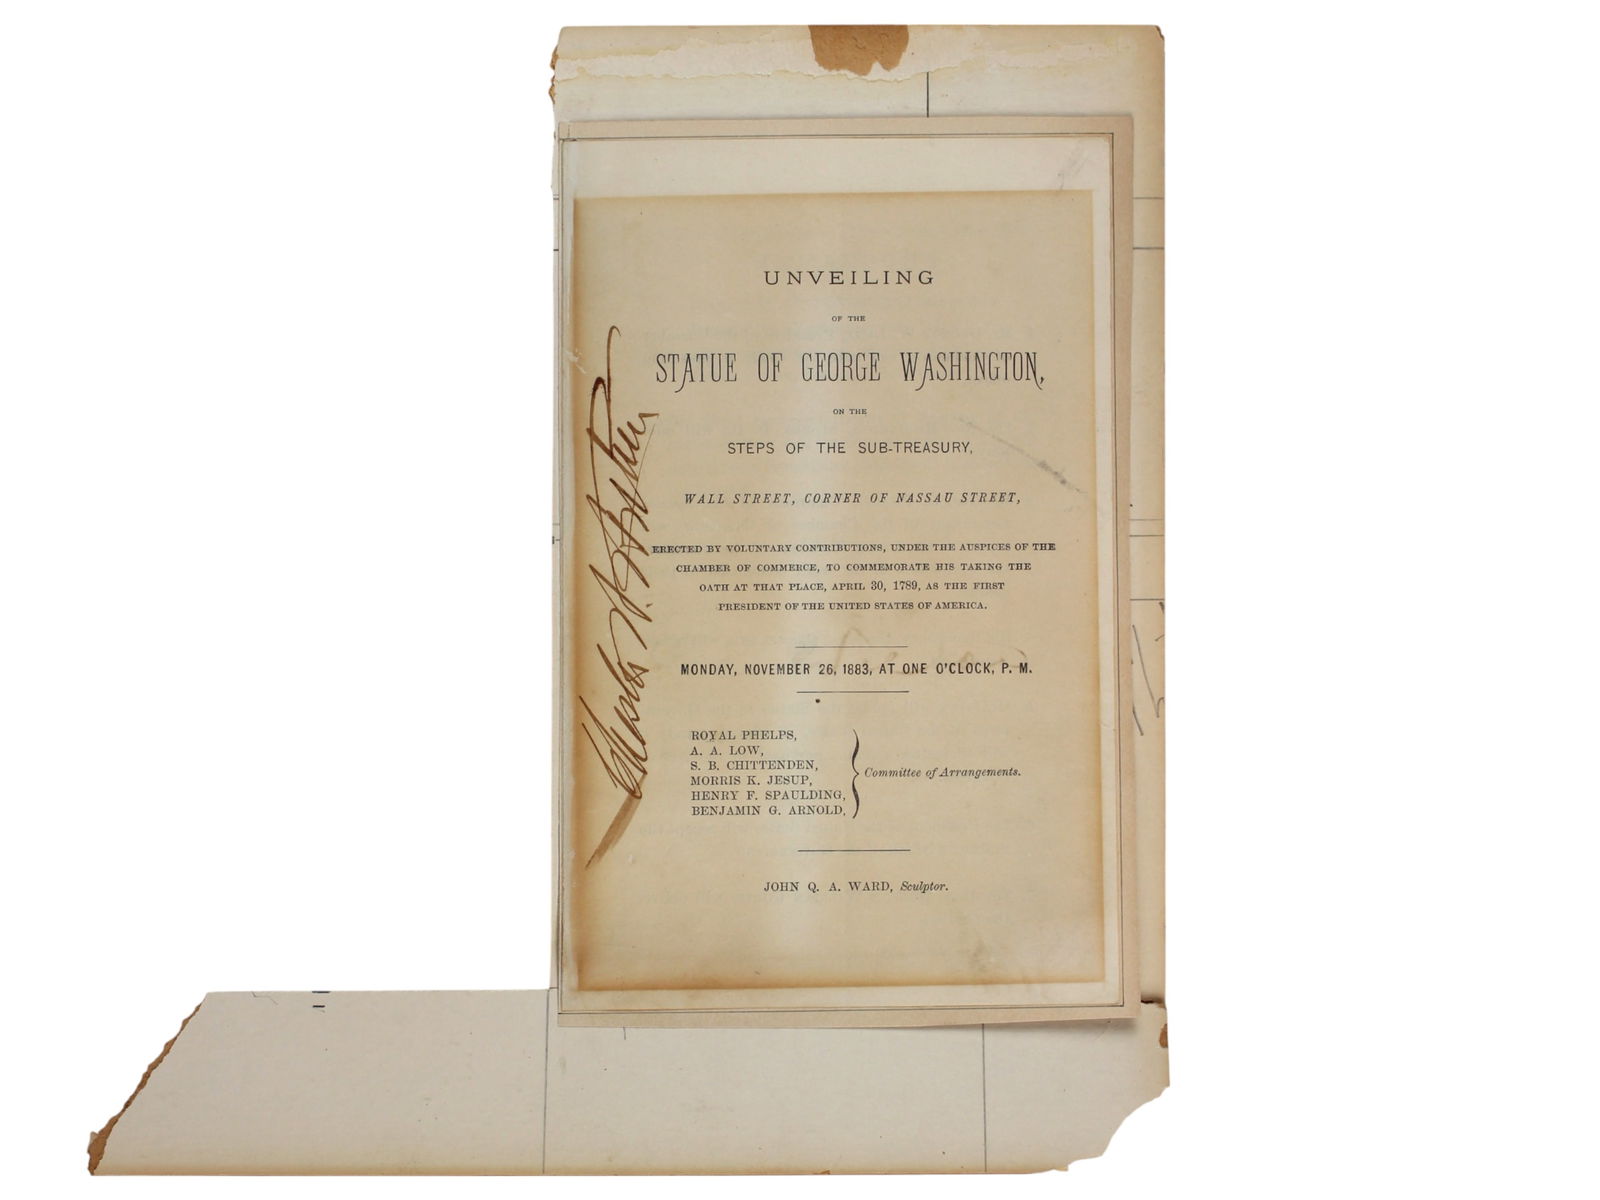 UNVEILING
OF THE
STATUE OF GEORGE WASHINGTON,
ON THE
STEPS OF THE SUB-TREASURY,
WALL STREET, CORNER OF NASSAU STREET,
ERECTED BY VOLUNTARY CONTRIBUTIONS, UNDER THE AUSPICES OF THE
CHAMBER OF COMMERCE, TO COMMEMORATE HIS TAKING THE
OATH AT THAT PLACE, APRIL 30, 1789, AS THE FIRST
PRESIDENT OF THE UNITED STATES OF AMERICA.
MONDAY, NOVEMBER 26, 1883, AT ONE O'CLOCK, P. M.
ROYAL PHELPS,
A. A. LOW,
S. B. CHITTENDEN,
MORRIS K. JESUP,
HENRY F. SPAULDING,
BENJAMIN G. ARNOLD,
Committee of Arrangements.
JOHN Q. A. WARD, Sculptor.